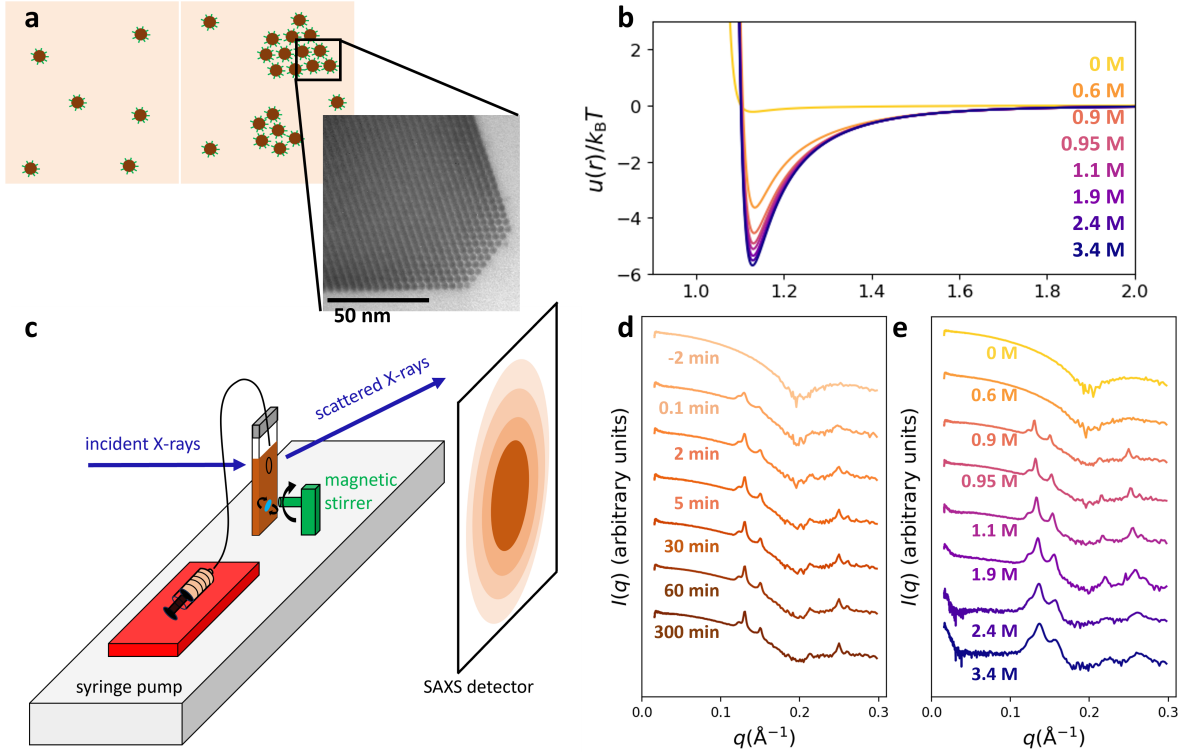 a
50 nm
b
u(r)/k_BT
2
0
−2
−4
−6
1.0
1.2
1.4
1.6
1.8
2.0
0 M
0.6 M
0.9 M
0.95 M
1.1 M
1.9 M
2.4 M
3.4 M
c
incident X-rays
scattered X-rays
magnetic
stirrer
syringe pump
SAXS detector
d
I(q) (arbitrary units)
-2 min
0.1 min
2 min
5 min
30 min
60 min
300 min
0.0
0.1
0.2
0.3
q(Å⁻¹)
e
I(q) (arbitrary units)
0 M
0.6 M
0.9 M
0.95 M
1.1 M
1.9 M
2.4 M
3.4 M
0.0
0.1
0.2
0.3
q(Å⁻¹)